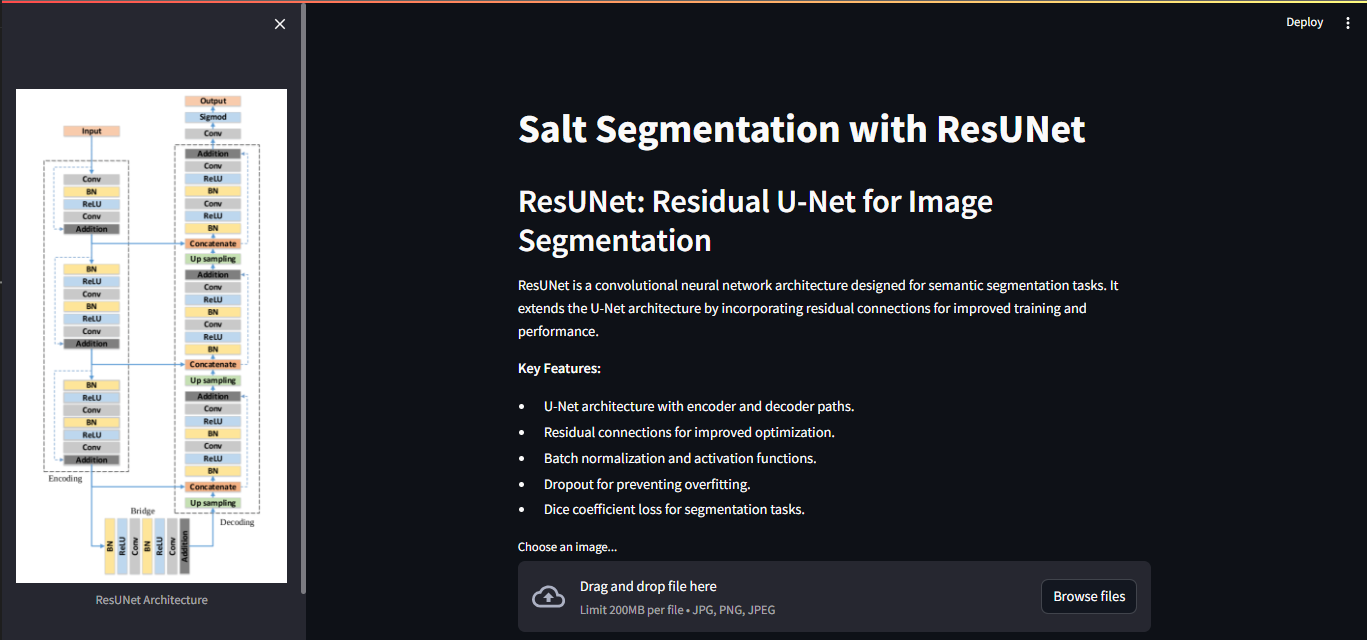 Deploy
Input
Conv
BN
ReLU
Conv
Addition
BN
ReLU
Conv
BN
ReLU
Conv
Addition
BN
ReLU
Conv
BN
ReLU
Conv
Addition
Encoding
Output
Sigmod
Conv
Addition
Conv
ReLU
BN
Conv
ReLU
BN
Concatenate
Up sampling
Addition
Conv
ReLU
BN
Conv
ReLU
BN
Concatenate
Up sampling
Addition
Conv
ReLU
BN
Conv
ReLU
BN
Concatenate
Up sampling
Decoding
Bridge
BN
ReLU
Conv
BN
ReLU
Conv
Addition
ResUNet Architecture
Salt Segmentation with ResUNet
ResUNet: Residual U-Net for Image
Segmentation
ResUNet is a convolutional neural network architecture designed for semantic segmentation tasks. It
extends the U-Net architecture by incorporating residual connections for improved training and
performance.
Key Features:
• U-Net architecture with encoder and decoder paths.
• Residual connections for improved optimization.
• Batch normalization and activation functions.
• Dropout for preventing overfitting.
• Dice coefficient loss for segmentation tasks.
Choose an image...
Drag and drop file here
Limit 200MB per file • JPG, PNG, JPEG
Browse files